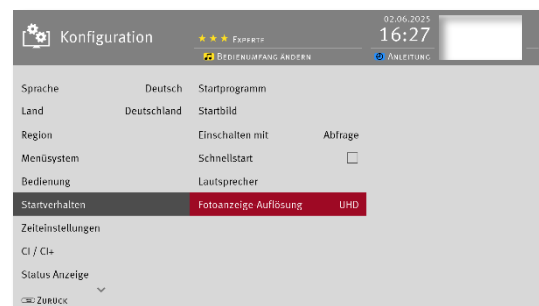 02.06.2025
Konfiguration
★ ★ ★ EXPERTE
16:27
BEDIENUMFANG ÄNDERN
ANLEITUNG
Sprache Deutsch Startprogramm
Land Deutschland Startbild
Region Einschalten mit Abfrage
Menüsystem Schnellstart
Bedienung Lautsprecher
Startverhalten Fotoanzeige-Auflösung UHD
Zeiteinstellungen
CI / CI+
Status Anzeige
ZURÜCK